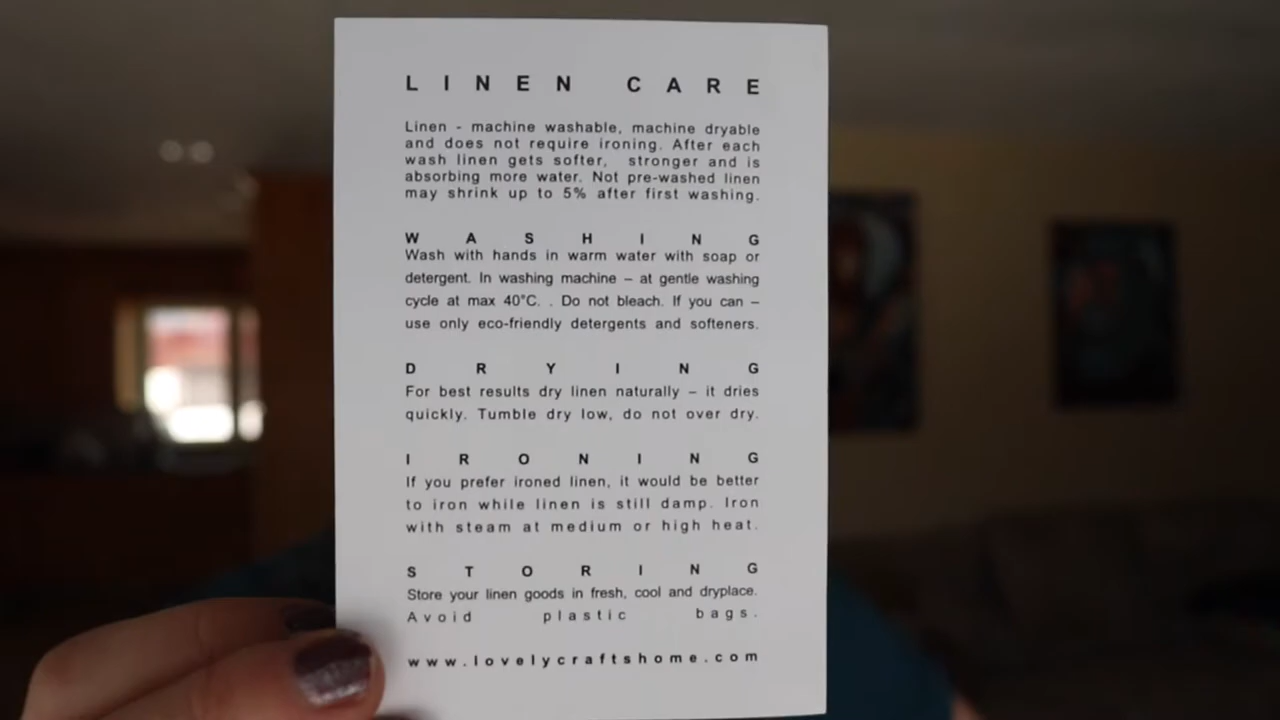 LINEN CARE
Linen - machine washable, machine dryable
and does not require ironing. After each
wash linen gets softer, stronger and is
absorbing more water. Not pre-washed linen
may shrink up to 5% after first washing.
WASHING
Wash with hands in warm water with soap or
detergent. In washing machine – at gentle washing
cycle at max 40°C. . Do not bleach. If you can –
use only eco-friendly detergents and softeners.
DRYING
For best results dry linen naturally – it dries
quickly. Tumble dry low, do not over dry.
IRONING
If you prefer ironed linen, it would be better
to iron while linen is still damp. Iron
with steam at medium or high heat.
STORING
Store your linen goods in fresh, cool and dryplace.
Avoid plastic bags.
www.lovelycraftshome.com